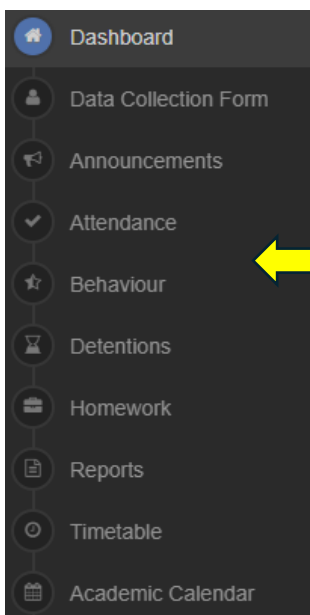 Dashboard
Data Collection Form
Announcements
Attendance
Behaviour
Detentions
Homework
Reports
Timetable
Academic Calendar